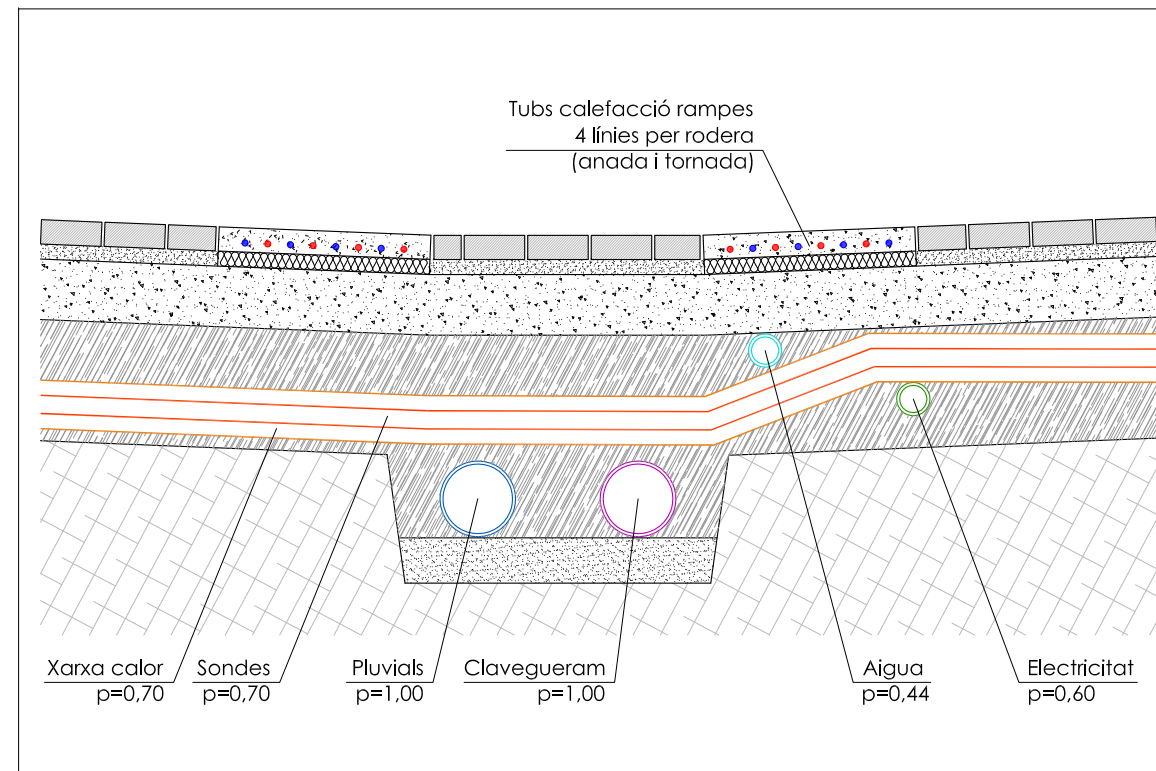 Tubs calefacció rampes
4 línies per rodera
(anada i tornada)
Xarxa calor
p=0,70
Sondes
p=0,70
Pluvials
p=1,00
Clavegueram
p=1,00
Aigua
p=0,44
Electricitat
p=0,60